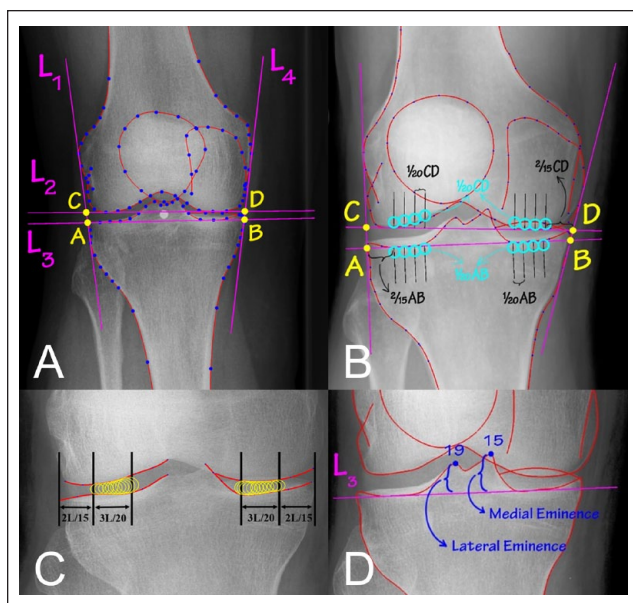 L1
L4
L2
C
D
A
B
L3
A
½0CD
½0CD
²/15CD
C
D
A
B
½0AB
²/15AB
½0AB
B
2L/15
3L/20
3L/20
2L/15
C
19
15
L3
Medial Eminence
Lateral Eminence
D